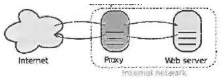 Internet
Proxy
Web server
Internal network